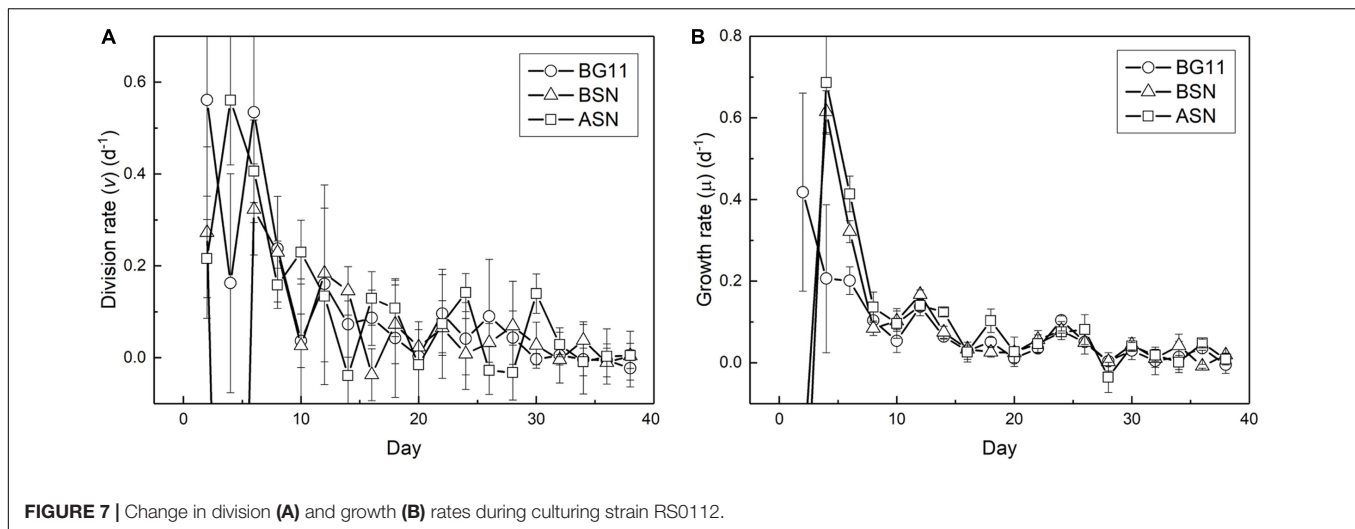 A
Division rate (ν) (d⁻¹)
0.6
0.4
0.2
0.0
BG11
BSN
ASN
0 10 20 30 40
Day
B
Growth rate (μ) (d⁻¹)
0.8
0.6
0.4
0.2
0.0
BG11
BSN
ASN
0 10 20 30 40
Day
FIGURE 7 | Change in division (A) and growth (B) rates during culturing strain RS0112.